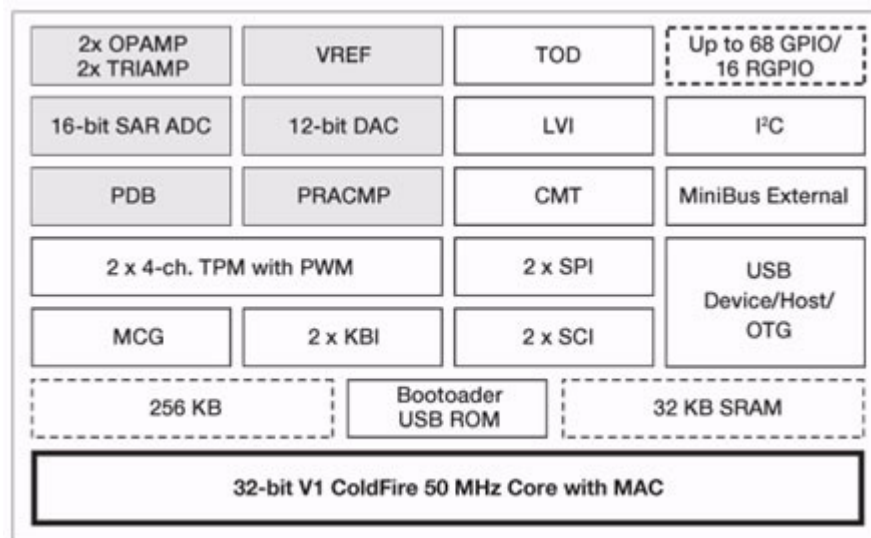 2x OPAMP
2x TRIAMP
VREF
TOD
Up to 68 GPIO/
16 RGPIO
16-bit SAR ADC
12-bit DAC
LVI
I²C
PDB
PRACMP
CMT
MiniBus External
2 x 4-ch. TPM with PWM
2 x SPI
USB
Device/Host/
OTG
MCG
2 x KBI
2 x SCI
256 KB
Bootoader
USB ROM
32 KB SRAM
32-bit V1 ColdFire 50 MHz Core with MAC